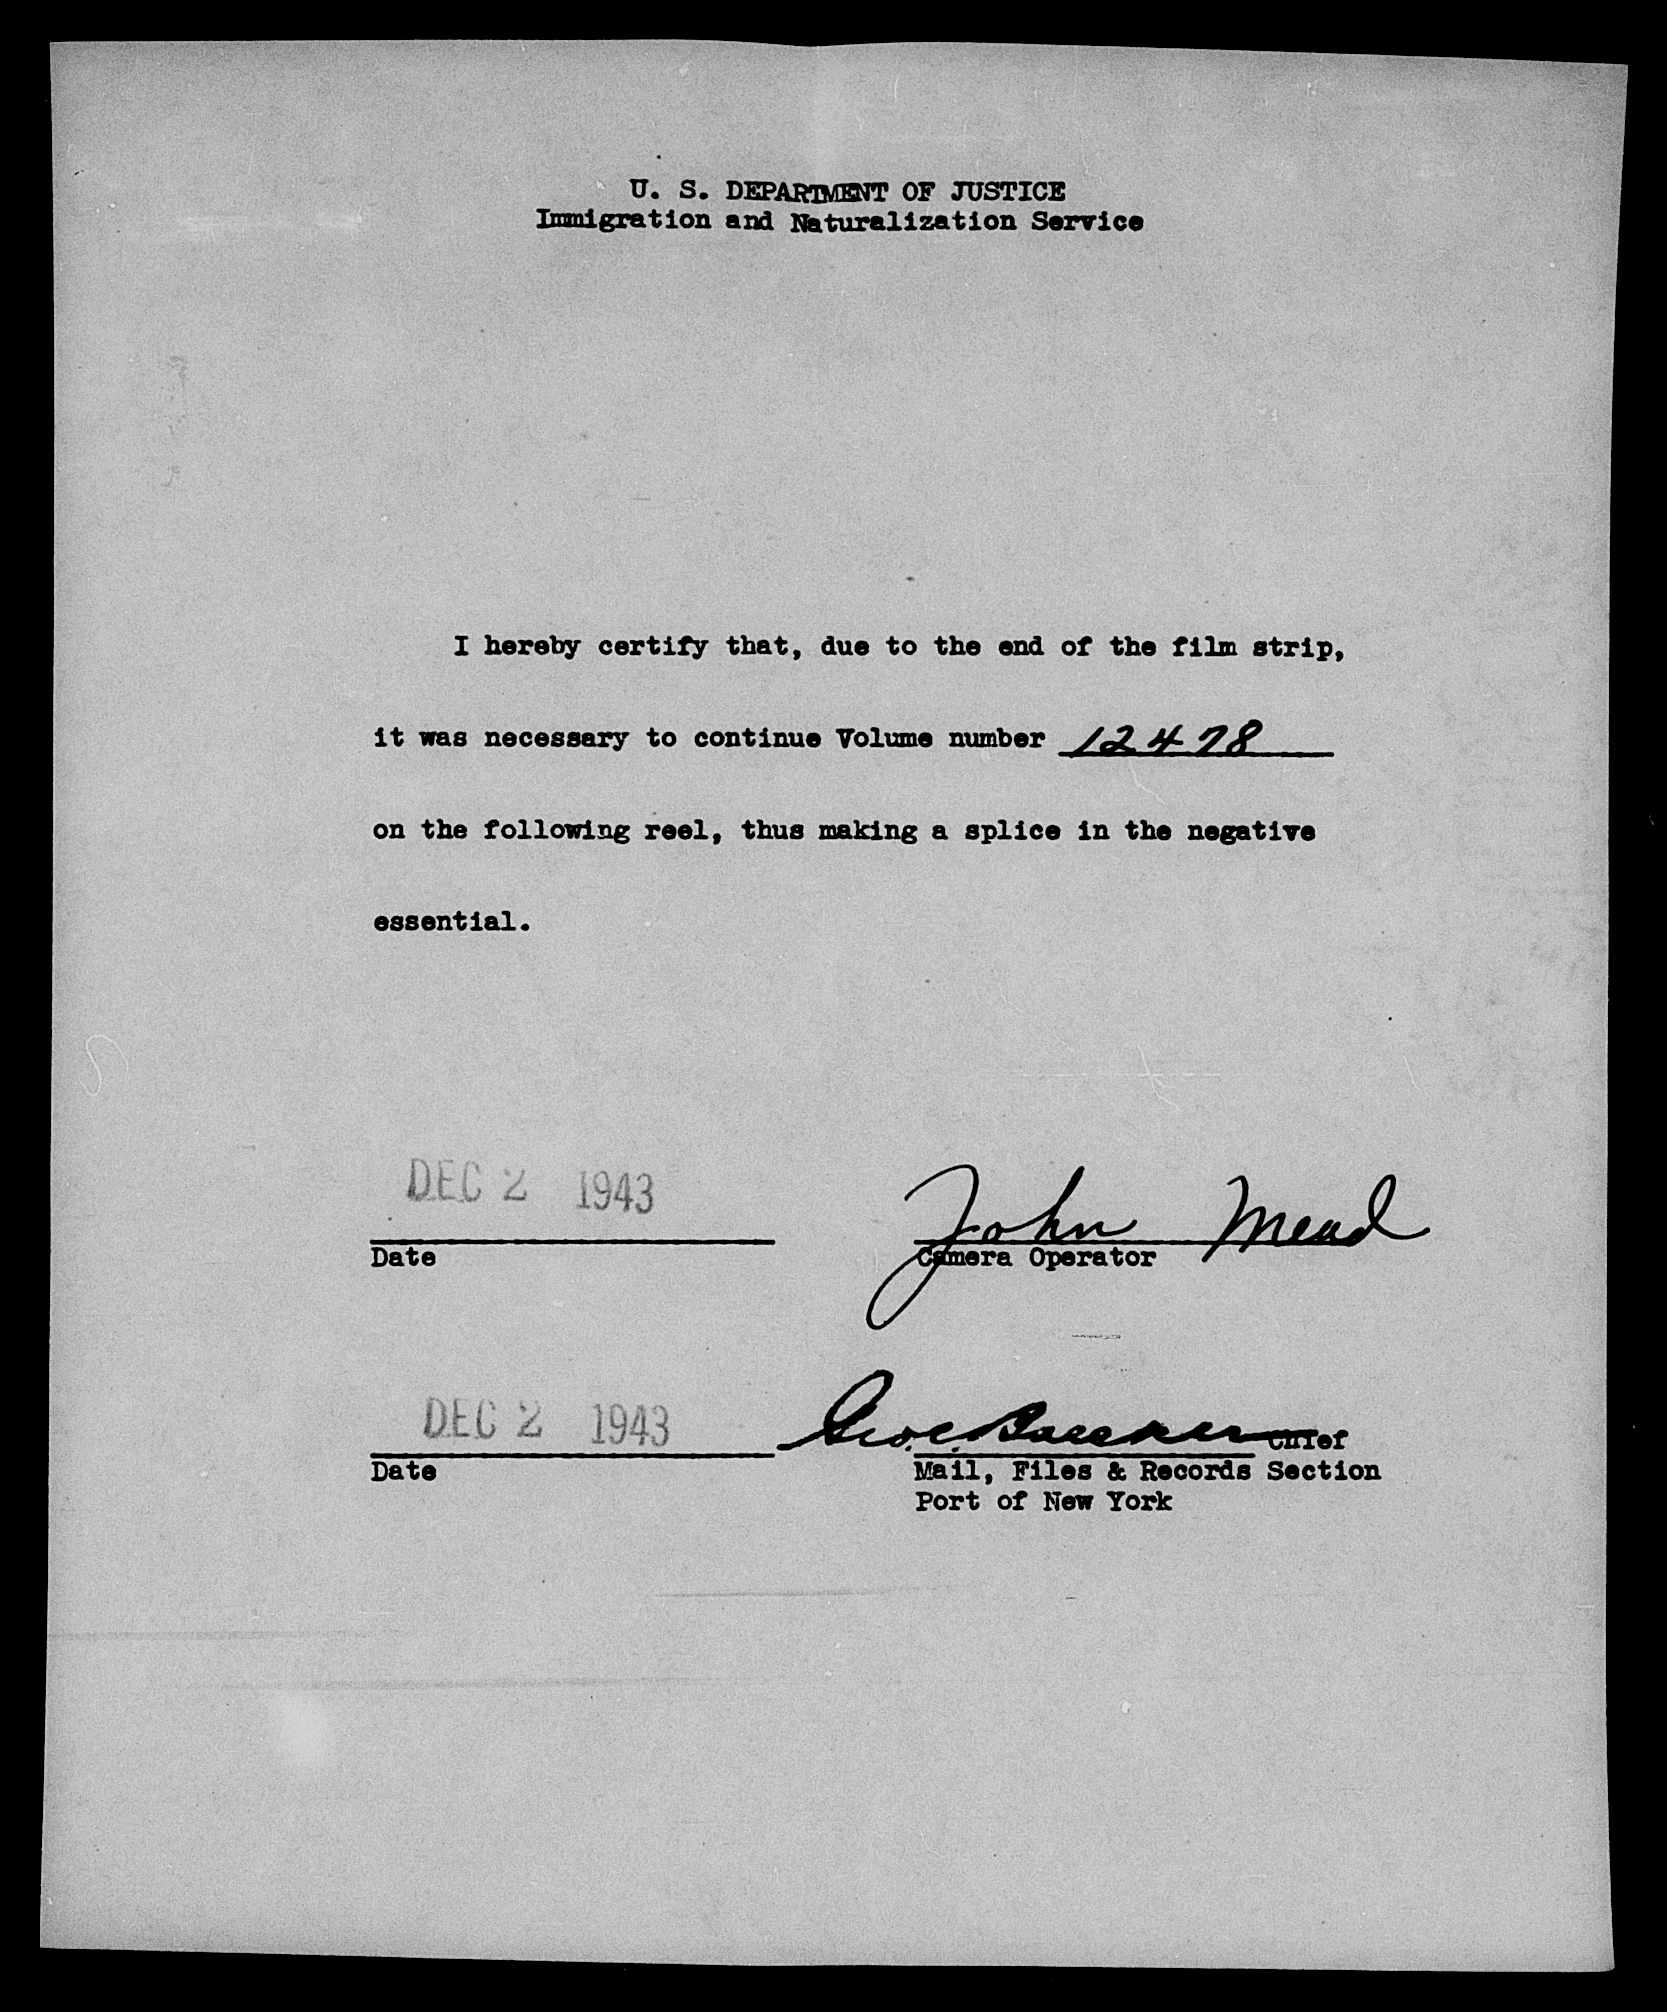 U. S. DEPARTMENT OF JUSTICE
Immigration and Naturalization Service
I hereby certify that, due to the end of the film strip,
it was necessary to continue Volume number 12478
on the following reel, thus making a splice in the negative
essential.
DEC 2 1943
John Mead
Date
Camera Operator
DEC 2 1943
Geo. C. Chief
Date
Mail, Files & Records Section
Port of New York